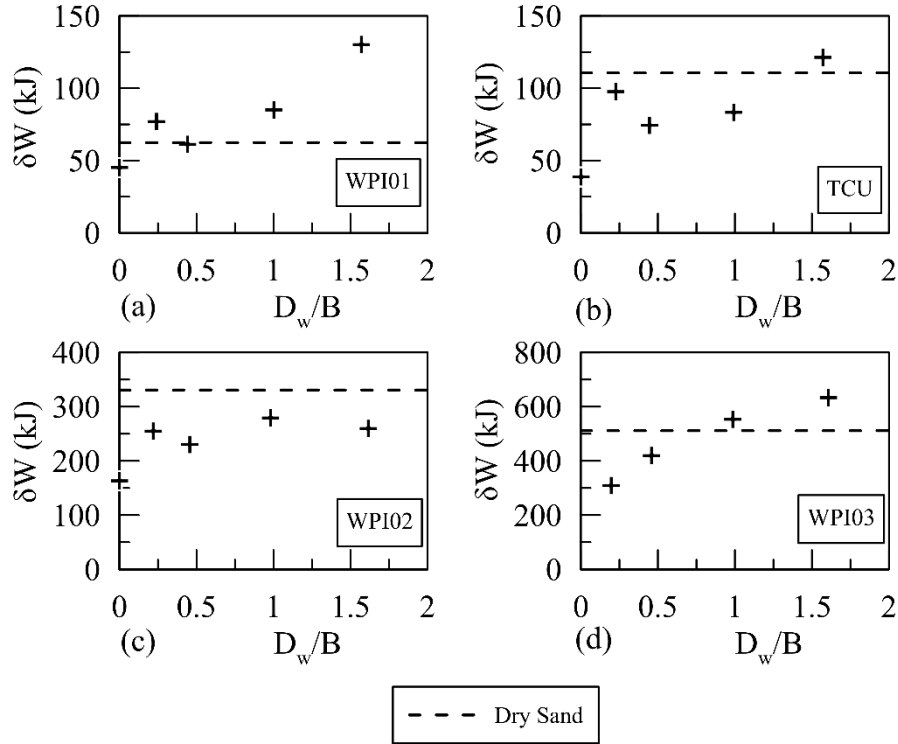 150
100
50
0
δW (kJ)
WPI01
0 0.5 1 1.5 2
(a) D_w/B
150
100
50
0
δW (kJ)
TCU
0 0.5 1 1.5 2
(b) D_w/B
400
300
200
100
0
δW (kJ)
WPI02
0 0.5 1 1.5 2
(c) D_w/B
800
600
400
200
0
δW (kJ)
WPI03
0 0.5 1 1.5 2
(d) D_w/B
Dry Sand